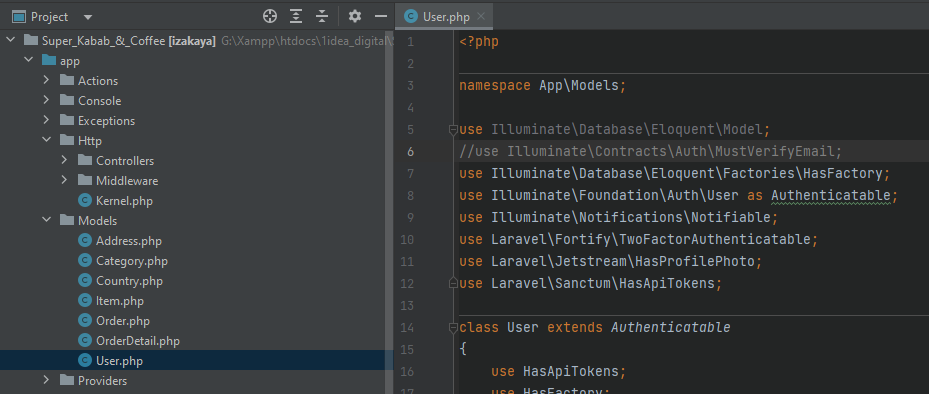 Project
Super_Kabab_&_Coffee [izakaya] G:\Xampp\htdocs\1idea_digital\
app
Actions
Console
Exceptions
Http
Controllers
Middleware
Kernel.php
Models
Address.php
Category.php
Country.php
Item.php
Order.php
OrderDetail.php
User.php
Providers
User.php
1 <?php
2
3 namespace App\Models;
4
5 use Illuminate\Database\Eloquent\Model;
6 //use Illuminate\Contracts\Auth\MustVerifyEmail;
7 use Illuminate\Database\Eloquent\Factories\HasFactory;
8 use Illuminate\Foundation\Auth\User as Authenticatable;
9 use Illuminate\Notifications\Notifiable;
10 use Laravel\Fortify\TwoFactorAuthenticatable;
11 use Laravel\Jetstream\HasProfilePhoto;
12 use Laravel\Sanctum\HasApiTokens;
13
14 class User extends Authenticatable
15 {
16 use HasApiTokens;
17 use HasFactory;